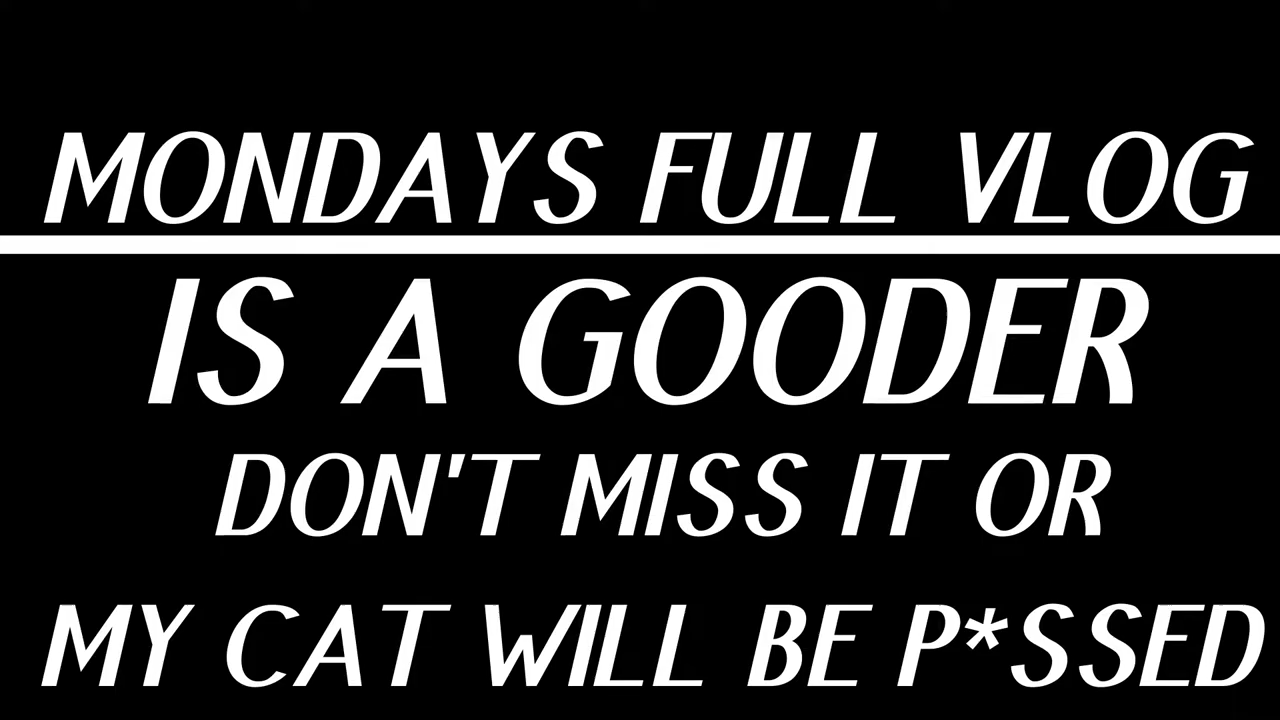 MONDAYS FULL VLOG
IS A GOODER
DON'T MISS IT OR
MY CAT WILL BE P*SSED